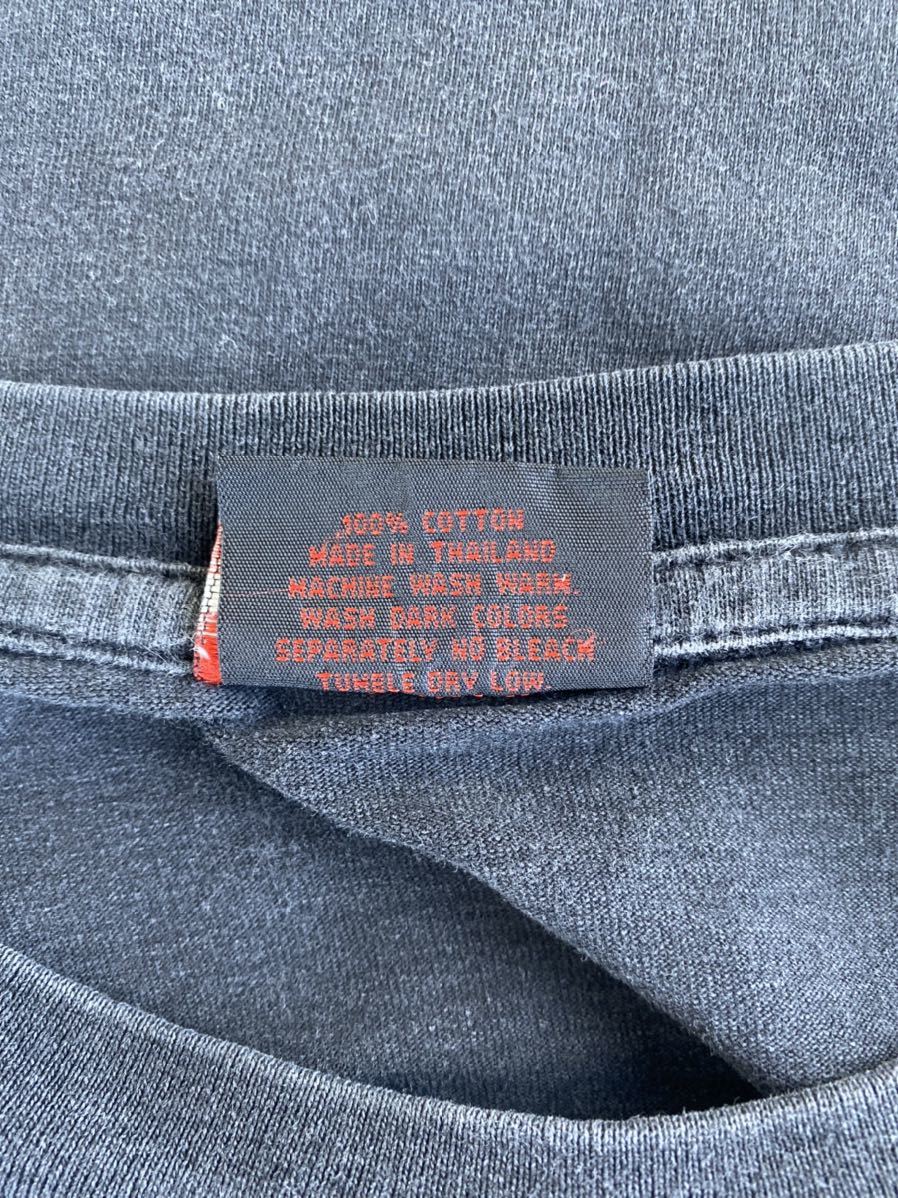 100% COTTON
MADE IN THAILAND
MACHINE WASH WARM.
WASH DARK COLORS
SEPARATELY NO BLEACH
TUMBLE DRY LOW